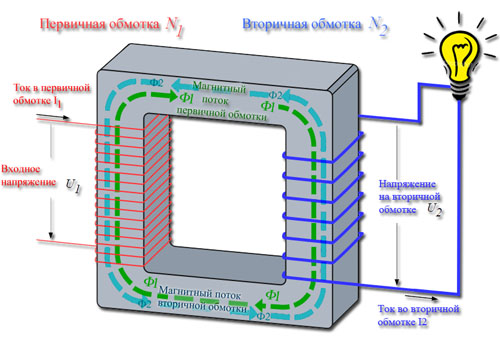 Первичная обмотка N1
Вторичная обмотка N2
Ф2
Магнитный
Ф2
Ф1
поток
Ф1
первичной обмотки
Ток в первичной
обмотке I1
Входное
напряжение
U1
Напряжение
на вторичной
обмотке
U2
Ф1
Магнитный поток
Ф1
Ф2
вторичной обмотки
Ф2
Ток во вторичной
обмотке I2